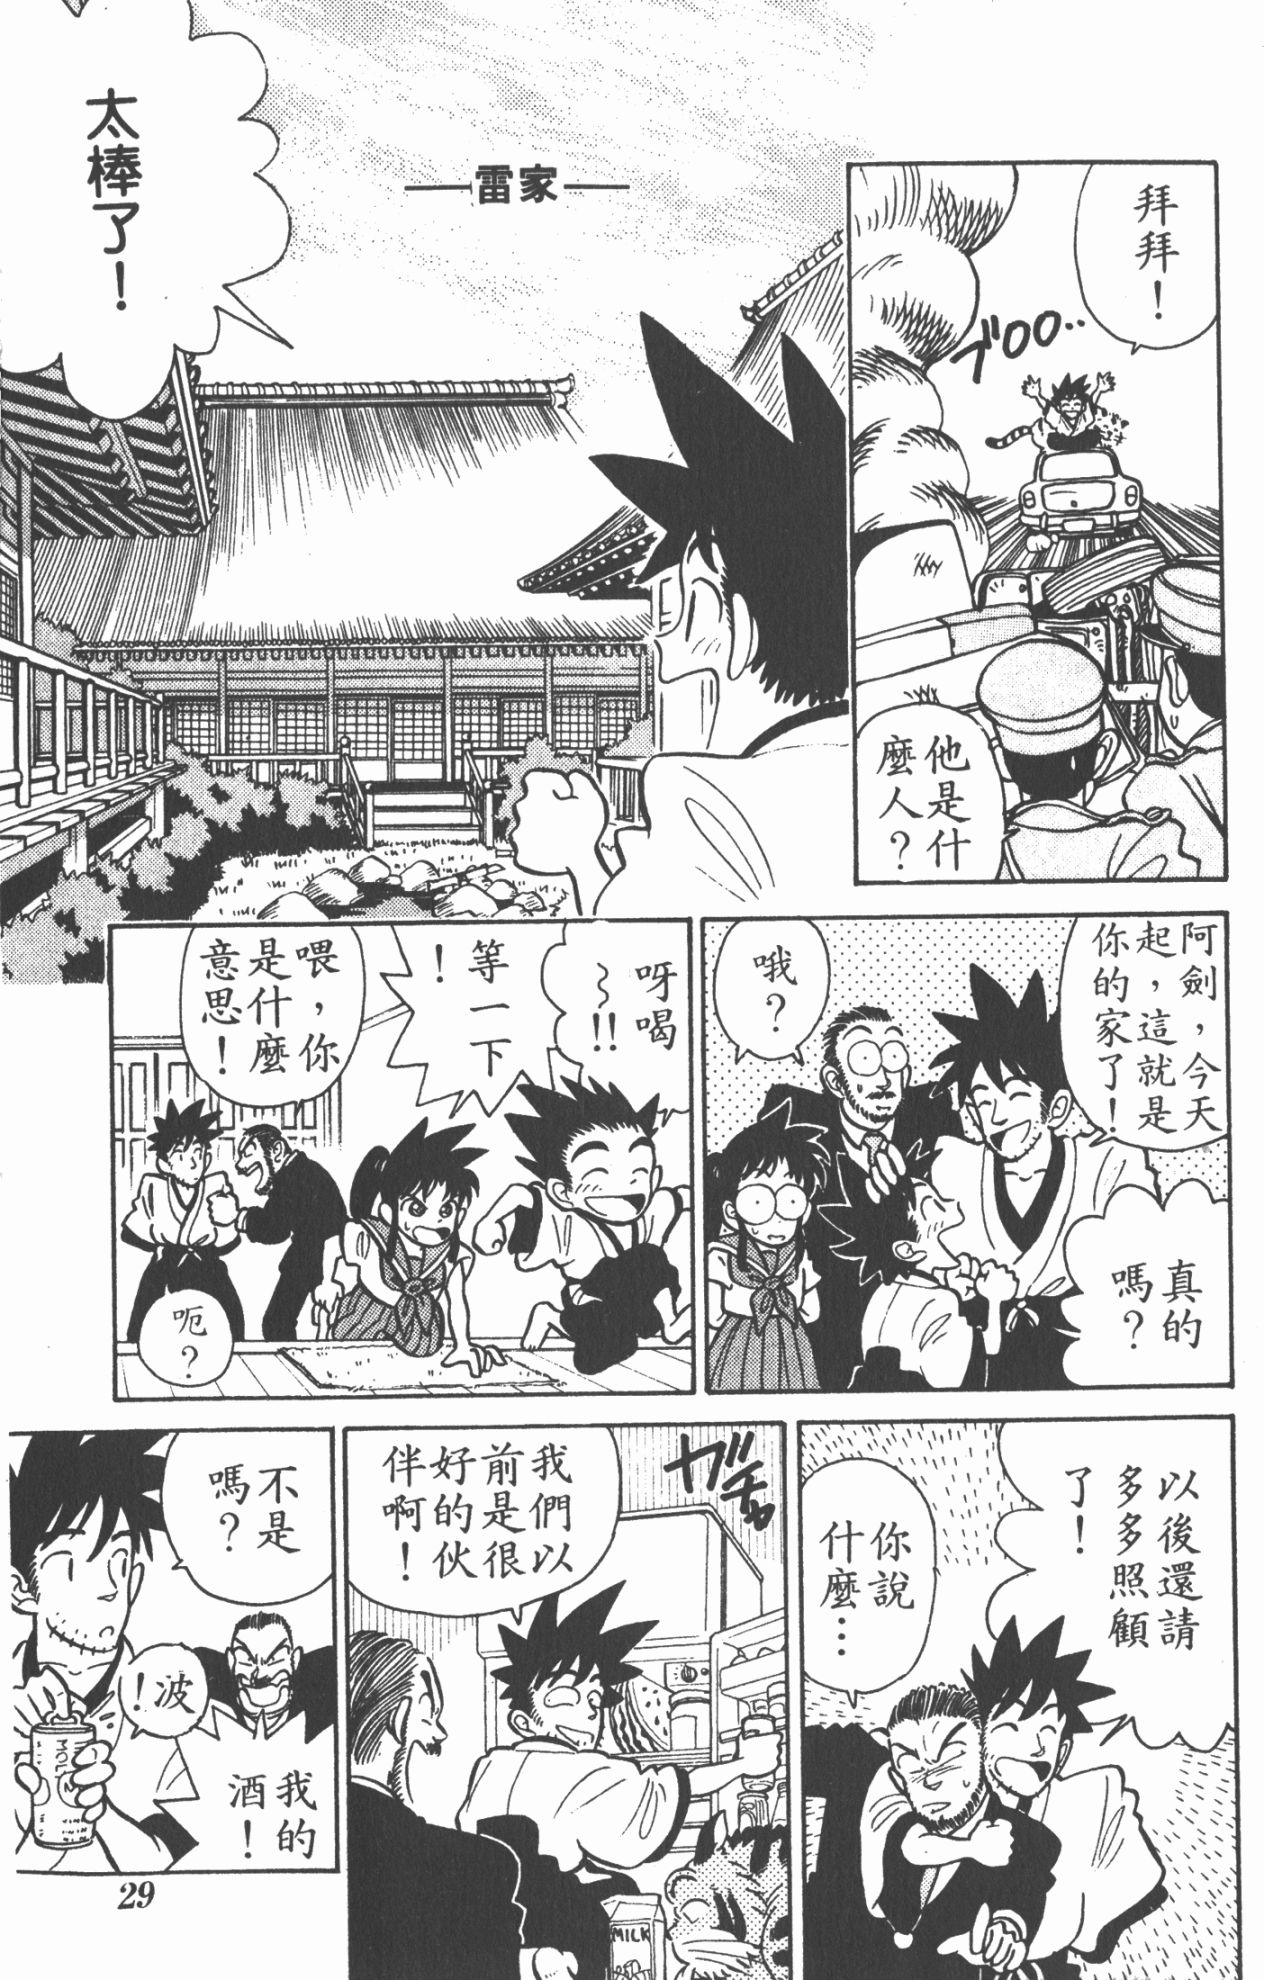 拜拜！
ブロロ‥
他是什
麼人？
雷家
太棒了！
阿劍，今天
起，這就是
你的家了！
真的
嗎？
哦？
呀喝
～!!
等一下
！
喂，你
是什麼
意思！
呃？
以後還請
多多照顧
了！
你說
什麼…
ガチャ
我們以
前是很
好的伙
伴啊！
MILK
不是
嗎？
波！
我的
酒！
29